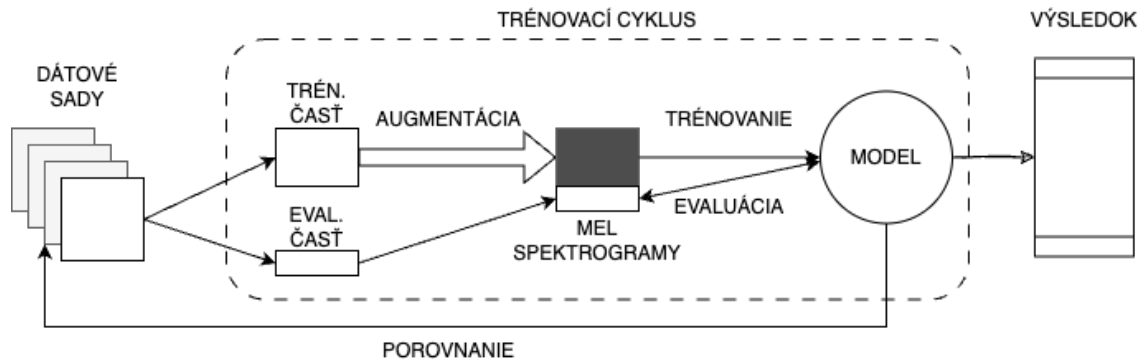 TRÉNOVACÍ CYKLUS
VÝSLEDOK
DÁTOVÉ
SADY
TRÉN.
ČASŤ
AUGMENTÁCIA
TRÉNOVANIE
MODEL
EVAL.
ČASŤ
EVALUÁCIA
MEL
SPEKTROGRAMY
POROVNANIE